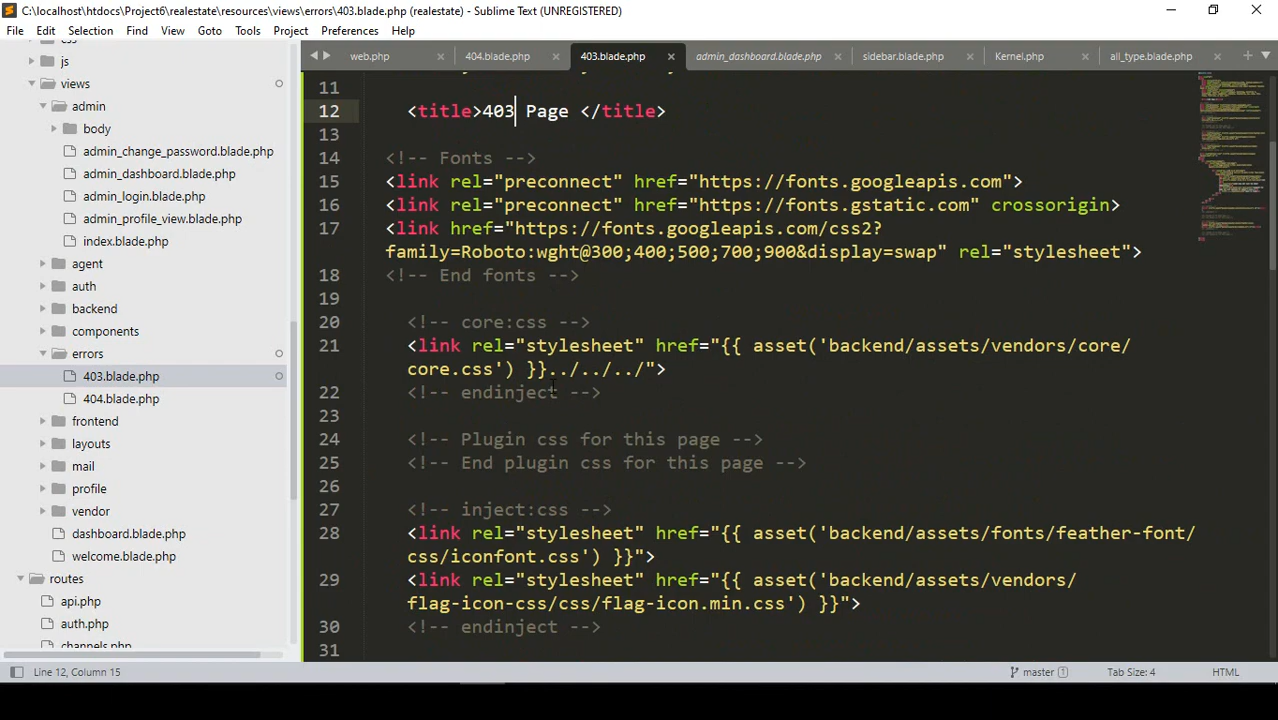 C:\localhost\htdocs\Project6\realestate\resources\views\errors\403.blade.php (realestate) - Sublime Text (UNREGISTERED)
File Edit Selection Find View Goto Tools Project Preferences Help
web.php 404.blade.php 403.blade.php admin_dashboard.blade.php sidebar.blade.php Kernel.php all_type.blade.php
js
views
admin
body
admin_change_password.blade.php
admin_dashboard.blade.php
admin_login.blade.php
admin_profile_view.blade.php
index.blade.php
agent
auth
backend
components
errors
403.blade.php
404.blade.php
frontend
layouts
mail
profile
vendor
dashboard.blade.php
welcome.blade.php
routes
api.php
auth.php
channels.php
11
12 <title>403 Page </title>
13
14 <!-- Fonts -->
15 <link rel="preconnect" href="https://fonts.googleapis.com">
16 <link rel="preconnect" href="https://fonts.gstatic.com" crossorigin>
17 <link href="https://fonts.googleapis.com/css2?
family=Roboto:wght@300;400;500;700;900&display=swap" rel="stylesheet">
18 <!-- End fonts -->
19
20 <!-- core:css -->
21 <link rel="stylesheet" href="{{ asset('backend/assets/vendors/core/
core.css') }}../../../">
22 <!-- endinject -->
23
24 <!-- Plugin css for this page -->
25 <!-- End plugin css for this page -->
26
27 <!-- inject:css -->
28 <link rel="stylesheet" href="{{ asset('backend/assets/fonts/feather-font/
css/iconfont.css') }}">
29 <link rel="stylesheet" href="{{ asset('backend/assets/vendors/
flag-icon-css/css/flag-icon.min.css') }}">
30 <!-- endinject -->
31
Line 12, Column 15 master 1 Tab Size: 4 HTML